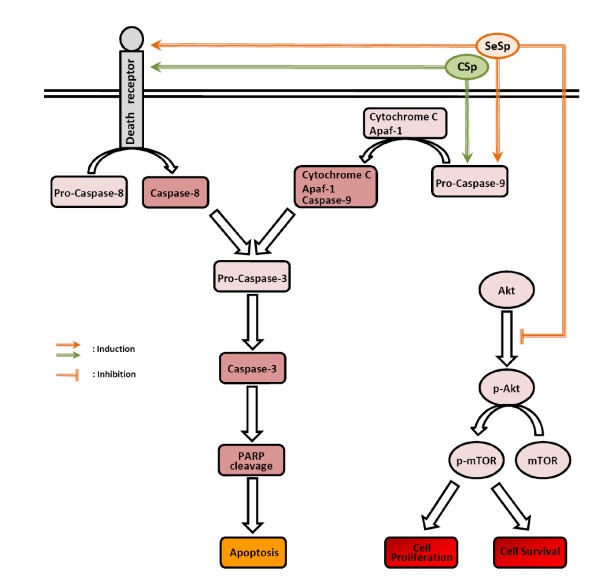 SeSp
CSp
Death receptor
Cytochrome C
Apaf-1
Pro-Caspase-8
Caspase-8
Cytochrome C
Apaf-1
Caspase-9
Pro-Caspase-9
Pro-Caspase-3
Akt
: Induction
: Inhibition
Caspase-3
p-Akt
PARP
cleavage
p-mTOR
mTOR
Apoptosis
Cell
Proliferation
Cell Survival